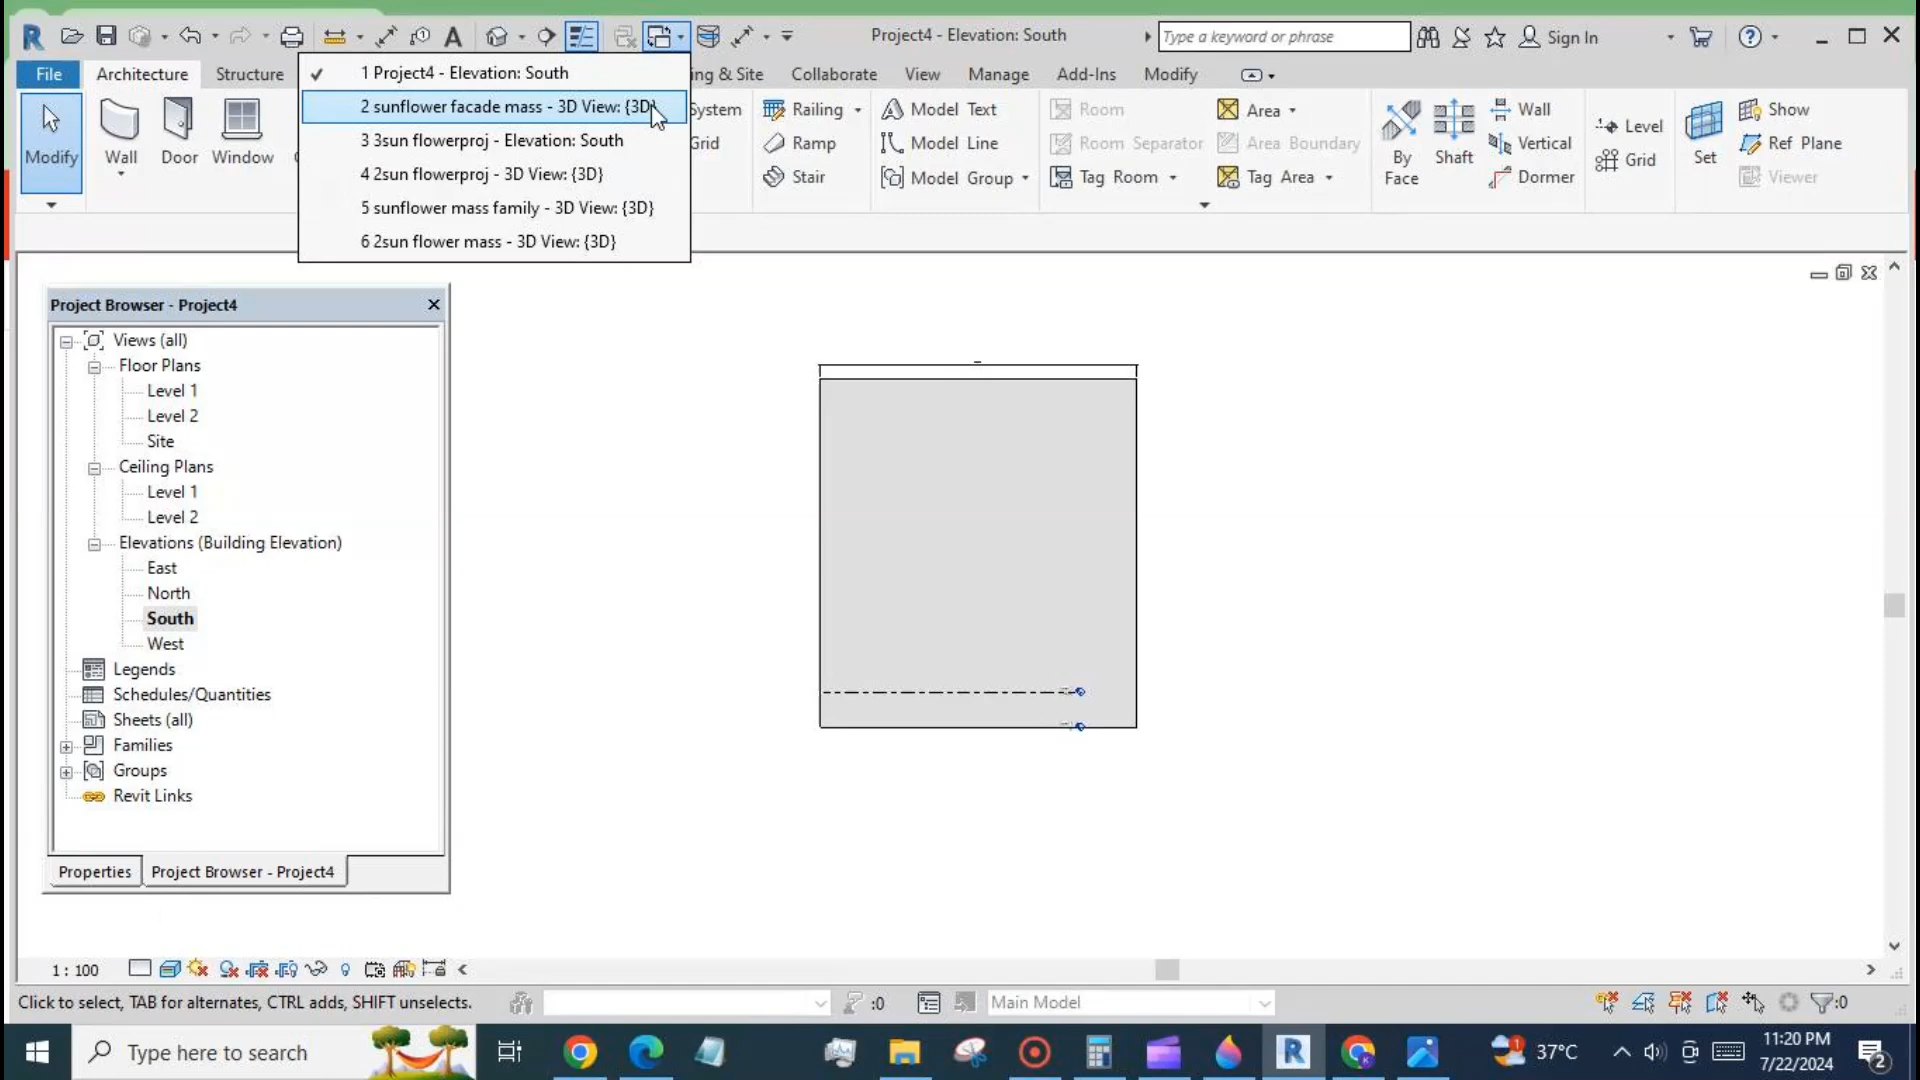 Project4 - Elevation: South
Type a keyword or phrase
Sign In
File
Architecture
Structure
ng & Site
Collaborate
View
Manage
Add-Ins
Modify
1 Project4 - Elevation: South
2 sunflower facade mass - 3D View: {3D}
3 3sun flowerproj - Elevation: South
4 2sun flowerproj - 3D View: {3D}
5 sunflower mass family - 3D View: {3D}
6 2sun flower mass - 3D View: {3D}
Modify
Wall
Door
Window
System
Grid
Railing
Ramp
Stair
Model Text
Model Line
Model Group
Room
Room Separator
Tag Room
Area
Area Boundary
Tag Area
By
Face
Shaft
Wall
Vertical
Dormer
Level
Grid
Set
Show
Ref Plane
Viewer
Project Browser - Project4
Views (all)
Floor Plans
Level 1
Level 2
Site
Ceiling Plans
Level 1
Level 2
Elevations (Building Elevation)
East
North
South
West
Legends
Schedules/Quantities
Sheets (all)
Families
Groups
Revit Links
Properties
Project Browser - Project4
1 : 100
Click to select, TAB for alternates, CTRL adds, SHIFT unselects.
:0
Main Model
:0
Type here to search
37°C
11:20 PM
7/22/2024
2